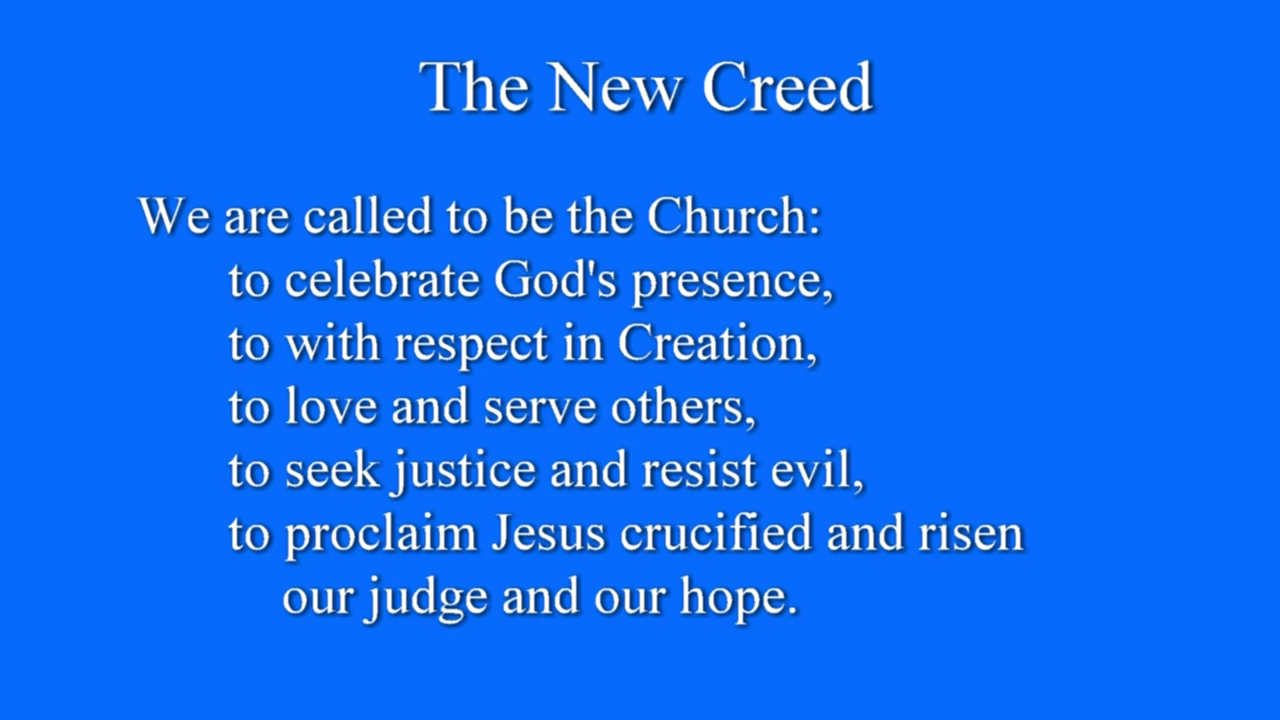 The New Creed
We are called to be the Church:
to celebrate God's presence,
to with respect in Creation,
to love and serve others,
to seek justice and resist evil,
to proclaim Jesus crucified and risen
our judge and our hope.